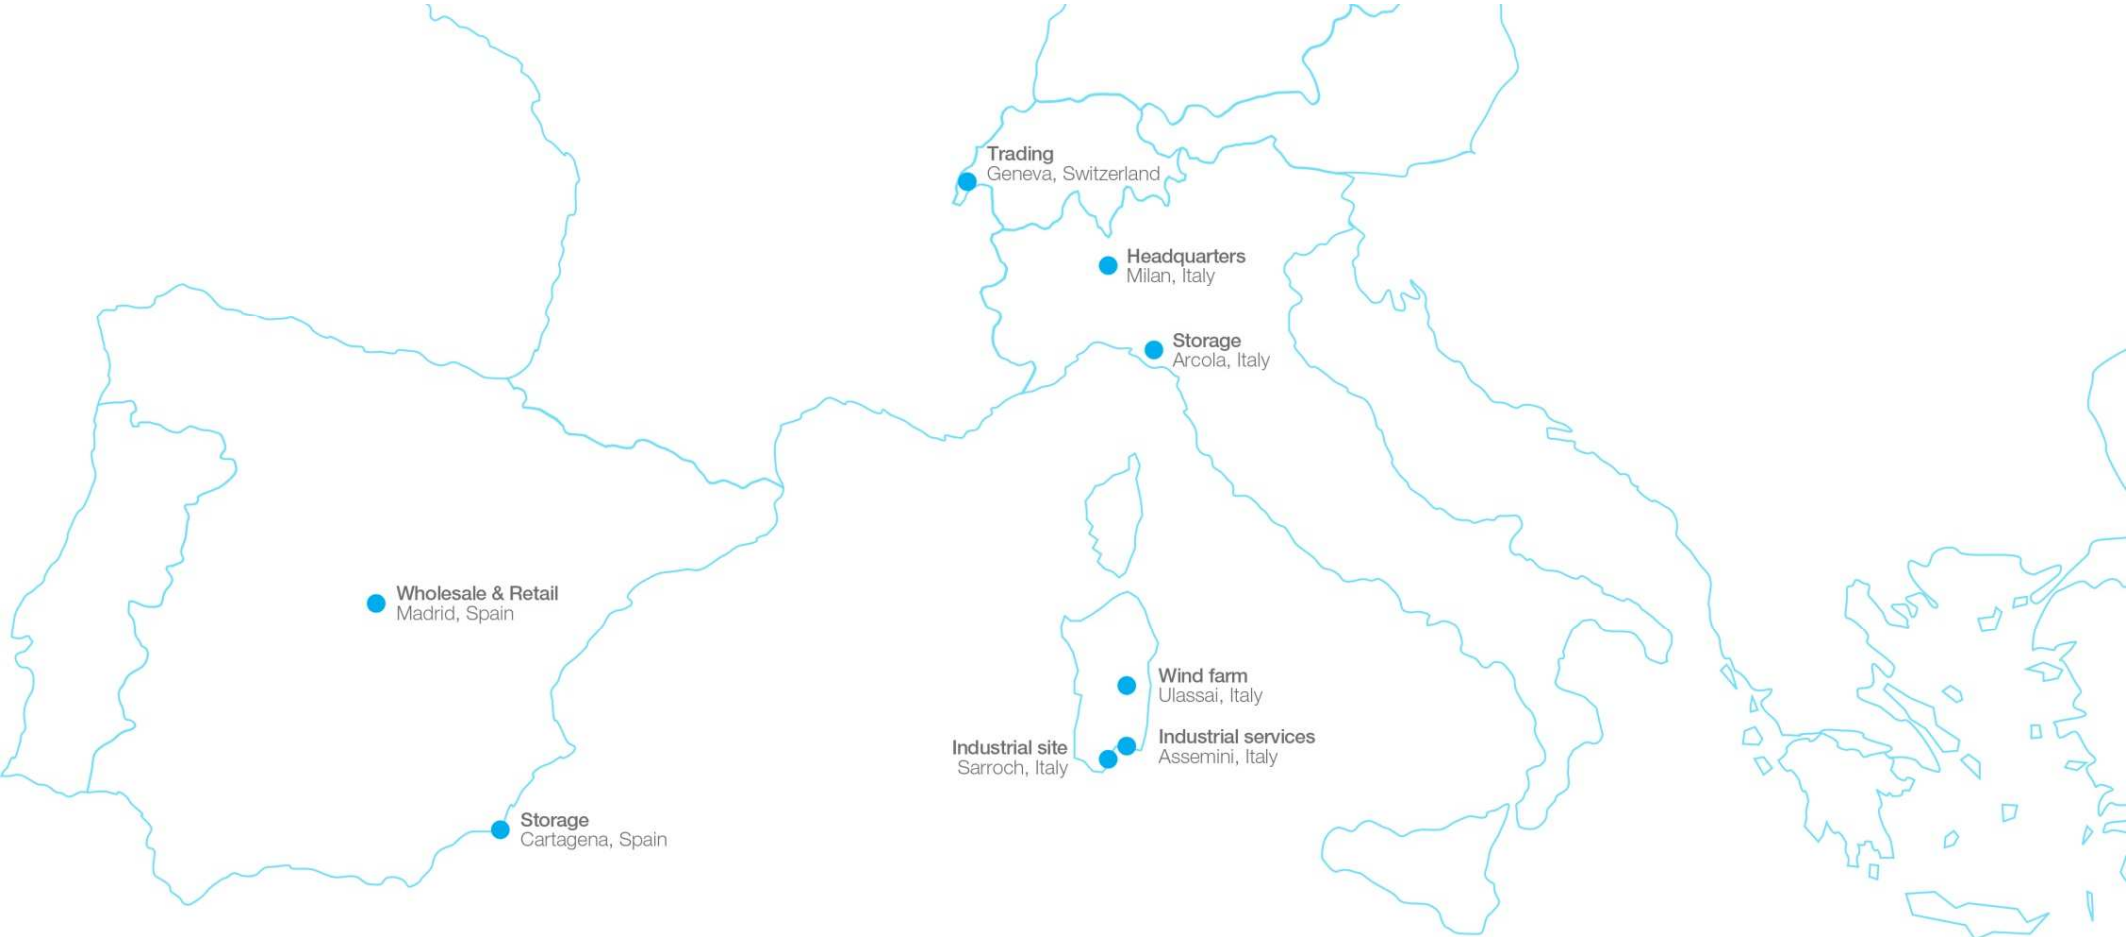 Trading
Geneva, Switzerland
Headquarters
Milan, Italy
Storage
Arcola, Italy
Wholesale & Retail
Madrid, Spain
Wind farm
Ulassai, Italy
Industrial services
Assemini, Italy
Industrial site
Sarroch, Italy
Storage
Cartagena, Spain